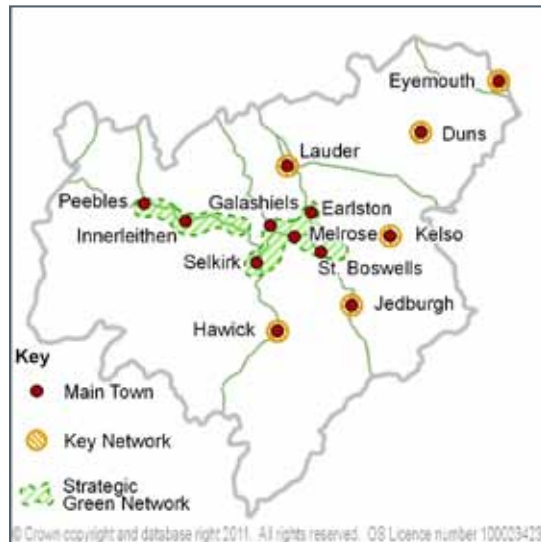 Eyemouth
Duns
Lauder
Peebles
Galashiels
Earlston
Innerleithen
Melrose
Kelso
Selkirk
St. Boswells
Jedburgh
Hawick
Key
Main Town
Key Network
Strategic
Green Network
© Crown copyright and database right 2011. All rights reserved. OS Licence number 100023423